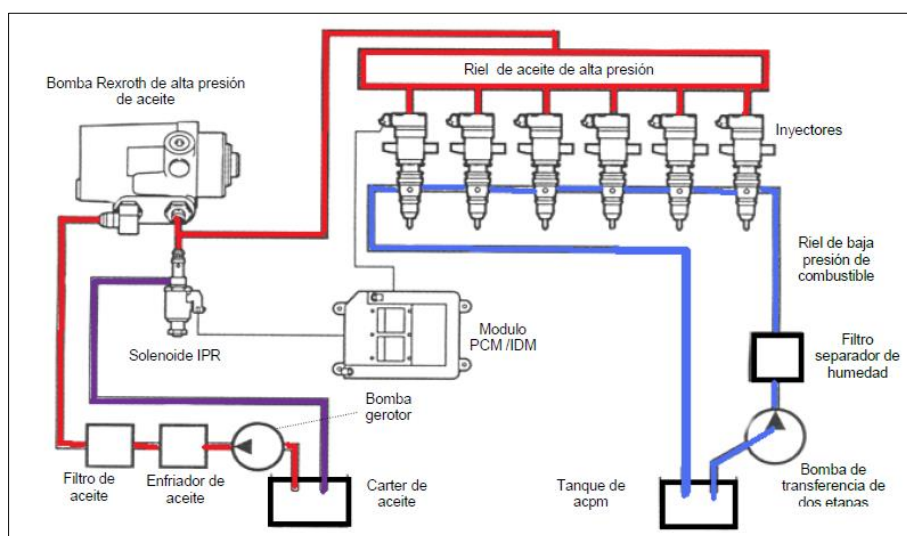 Bomba Rexroth de alta presión
de aceite
Riel de aceite de alta presión
Inyectores
Riel de baja
presión de
combustible
Solenoide IPR
Modulo
PCM /IDM
Filtro
separador de
humedad
Bomba
gerotor
Filtro de
aceite
Enfriador de
aceite
Carter de
aceite
Tanque de
acpm
Bomba de
transferencia de
dos etapas